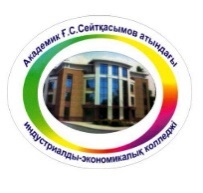 Академик Ғ.С.Сейтқасымов атындағы
индустриалды-экономикалық колледжі